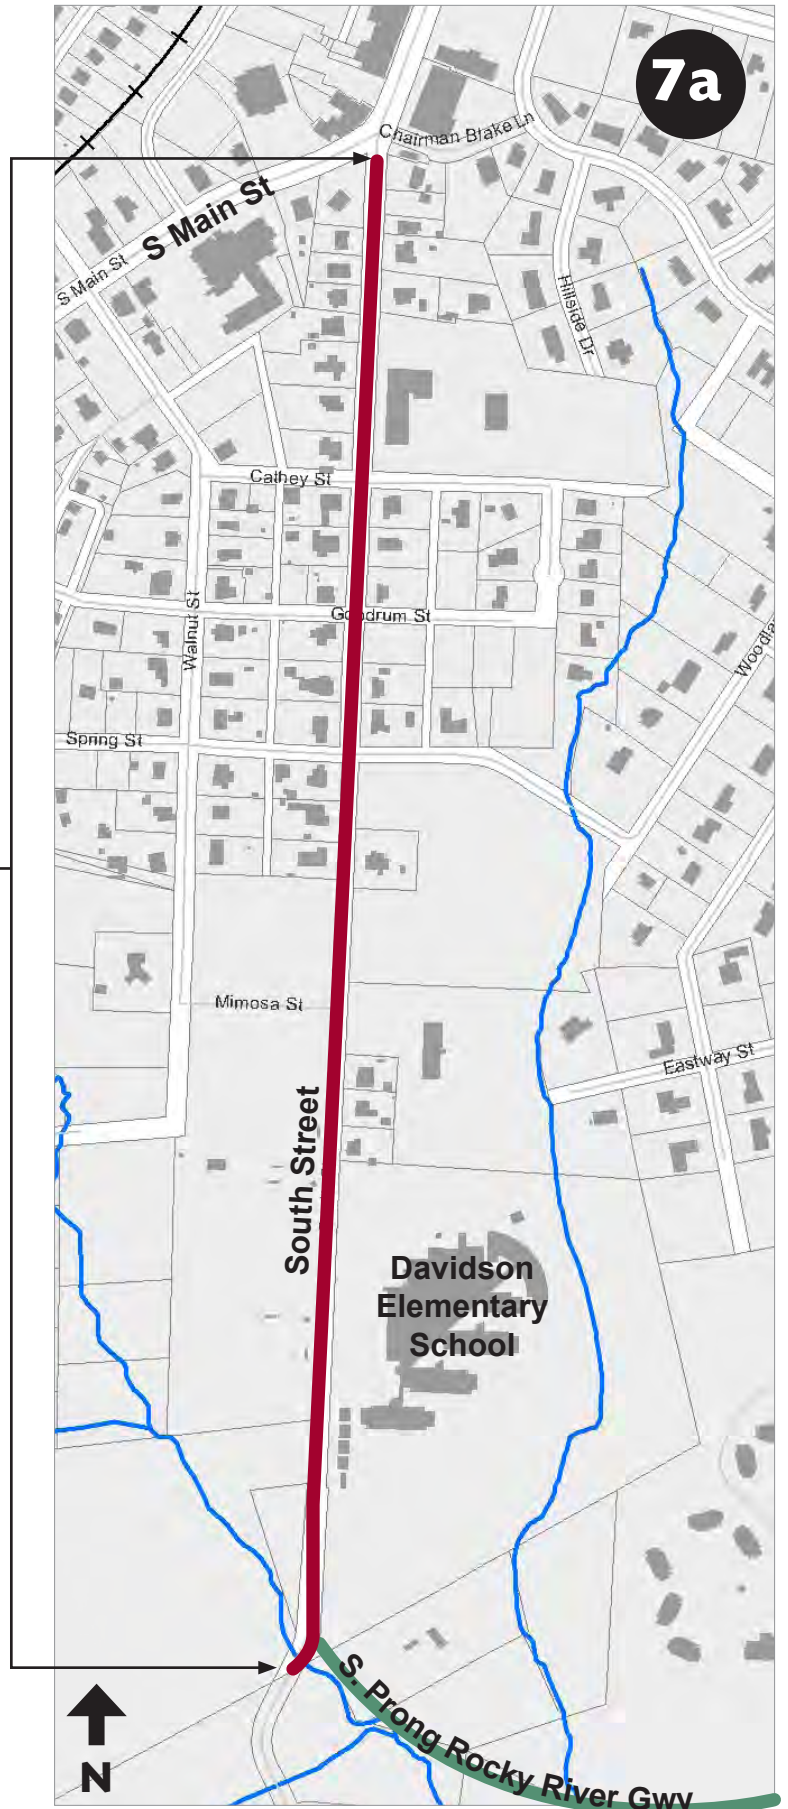 7a
Chairman Blake Ln
S Main St
S Main St
Hillside Dr
Cathey St
Goodrum St
Walnut St
Woodla
Spring St
Mimosa St
Eastway St
South Street
Davidson
Elementary
School
S. Prong Rocky River Gwy
N